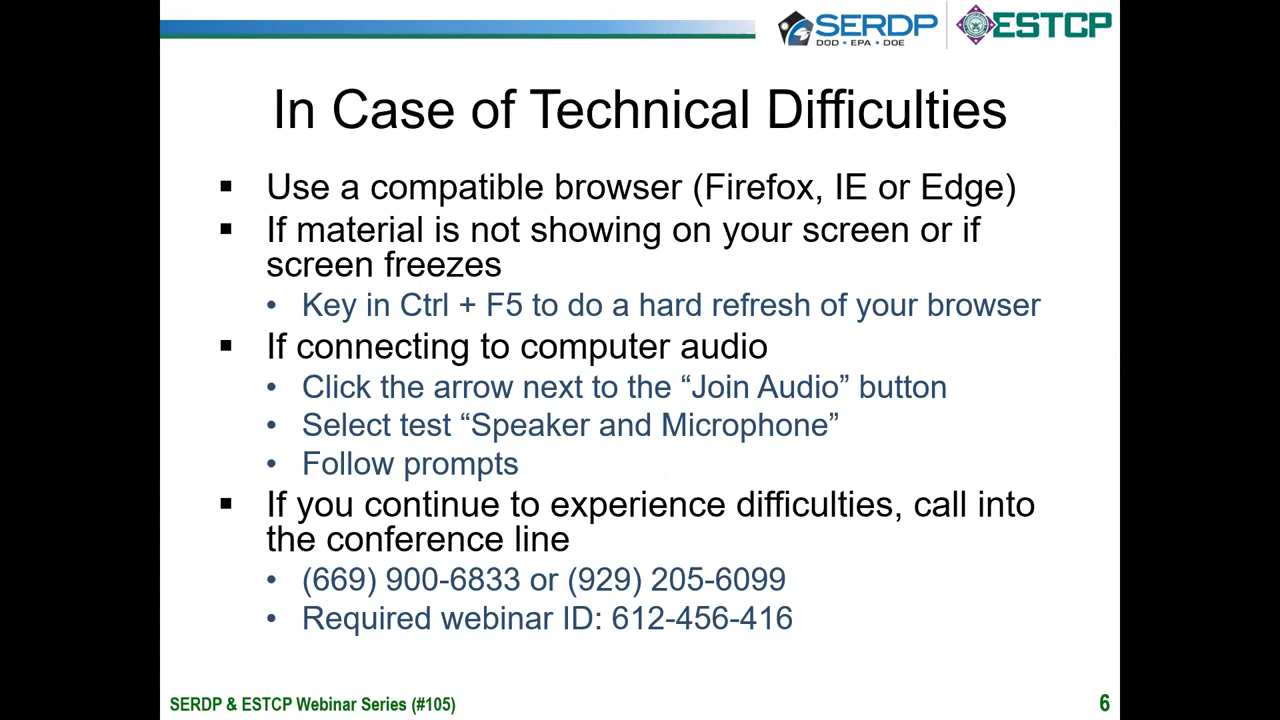 SERDP
DOD • EPA • DOE
ESTCP
In Case of Technical Difficulties
▪ Use a compatible browser (Firefox, IE or Edge)
▪ If material is not showing on your screen or if
screen freezes
• Key in Ctrl + F5 to do a hard refresh of your browser
▪ If connecting to computer audio
• Click the arrow next to the “Join Audio” button
• Select test “Speaker and Microphone”
• Follow prompts
▪ If you continue to experience difficulties, call into
the conference line
• (669) 900-6833 or (929) 205-6099
• Required webinar ID: 612-456-416
SERDP & ESTCP Webinar Series (#105)
6